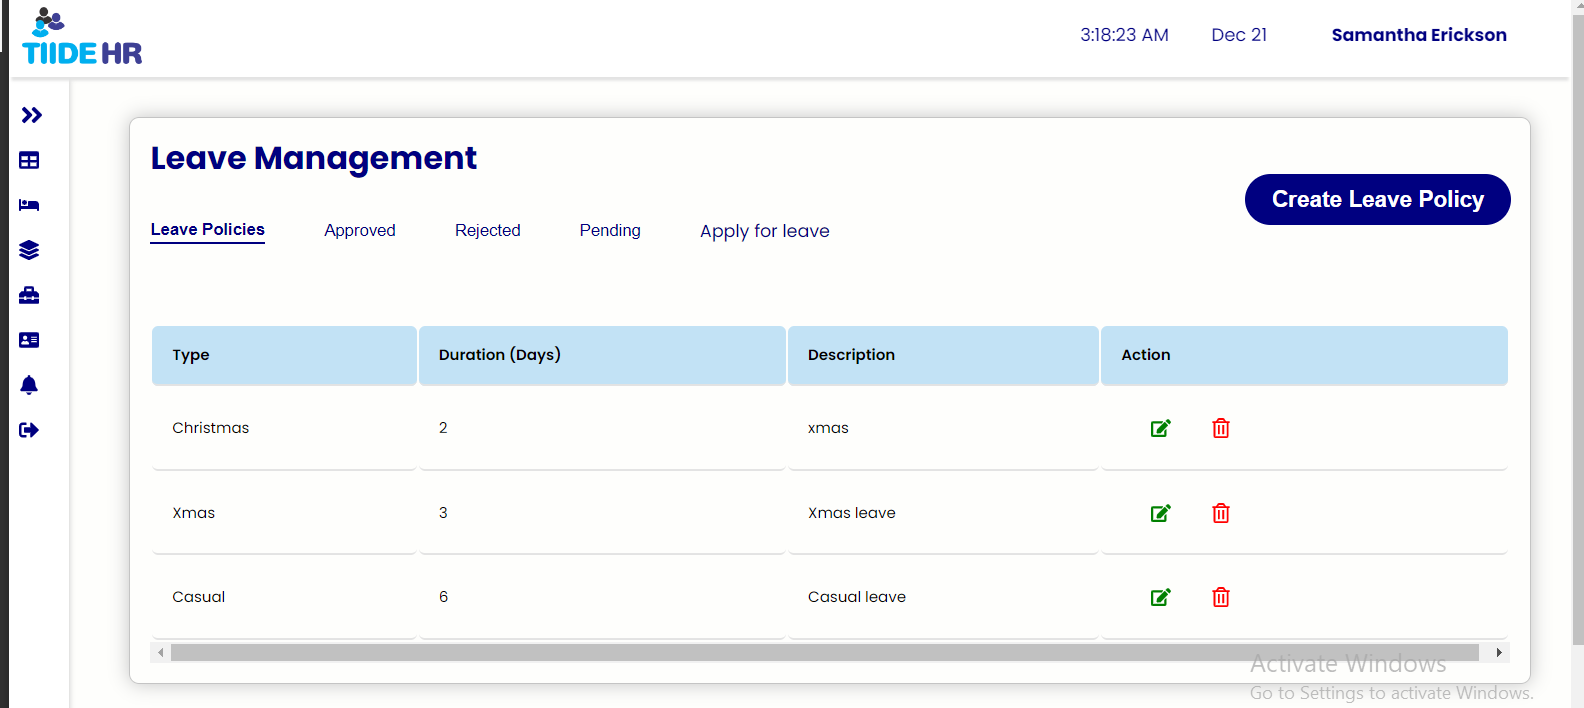 TIIDE HR
3:18:23 AM Dec 21 Samantha Erickson
Leave Management
Create Leave Policy
Leave Policies Approved Rejected Pending Apply for leave
Type Duration (Days) Description Action
Christmas 2 xmas
Xmas 3 Xmas leave
Casual 6 Casual leave
Activate Windows
Go to Settings to activate Windows.